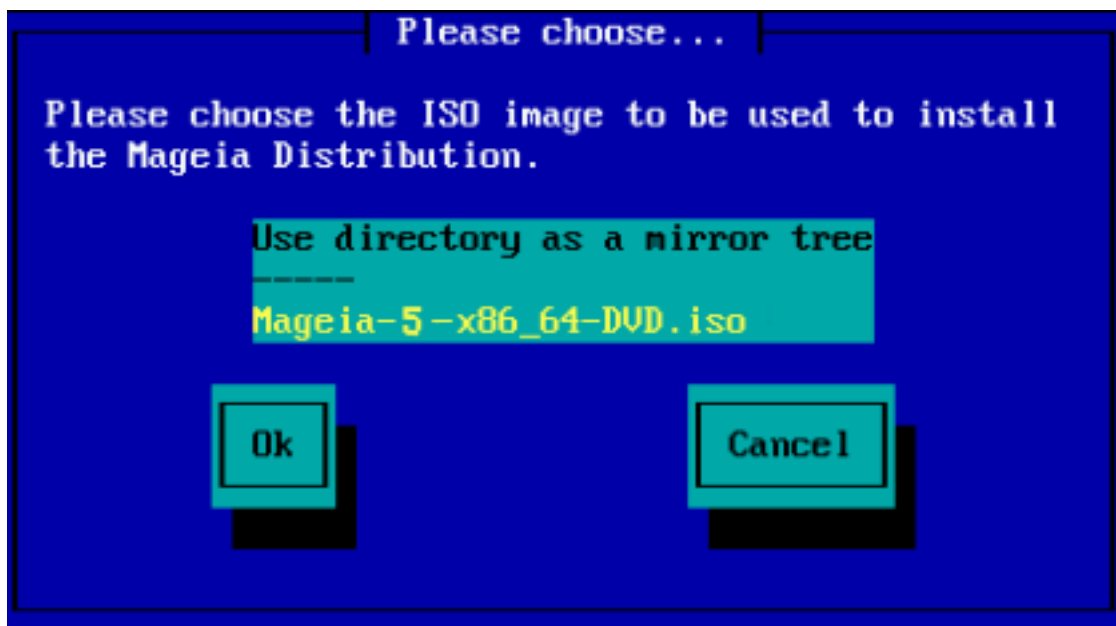 Please choose...
Please choose the ISO image to be used to install
the Mageia Distribution.
Use directory as a mirror tree
-----
Mageia-5-x86_64-DVD.iso
Ok
Cancel